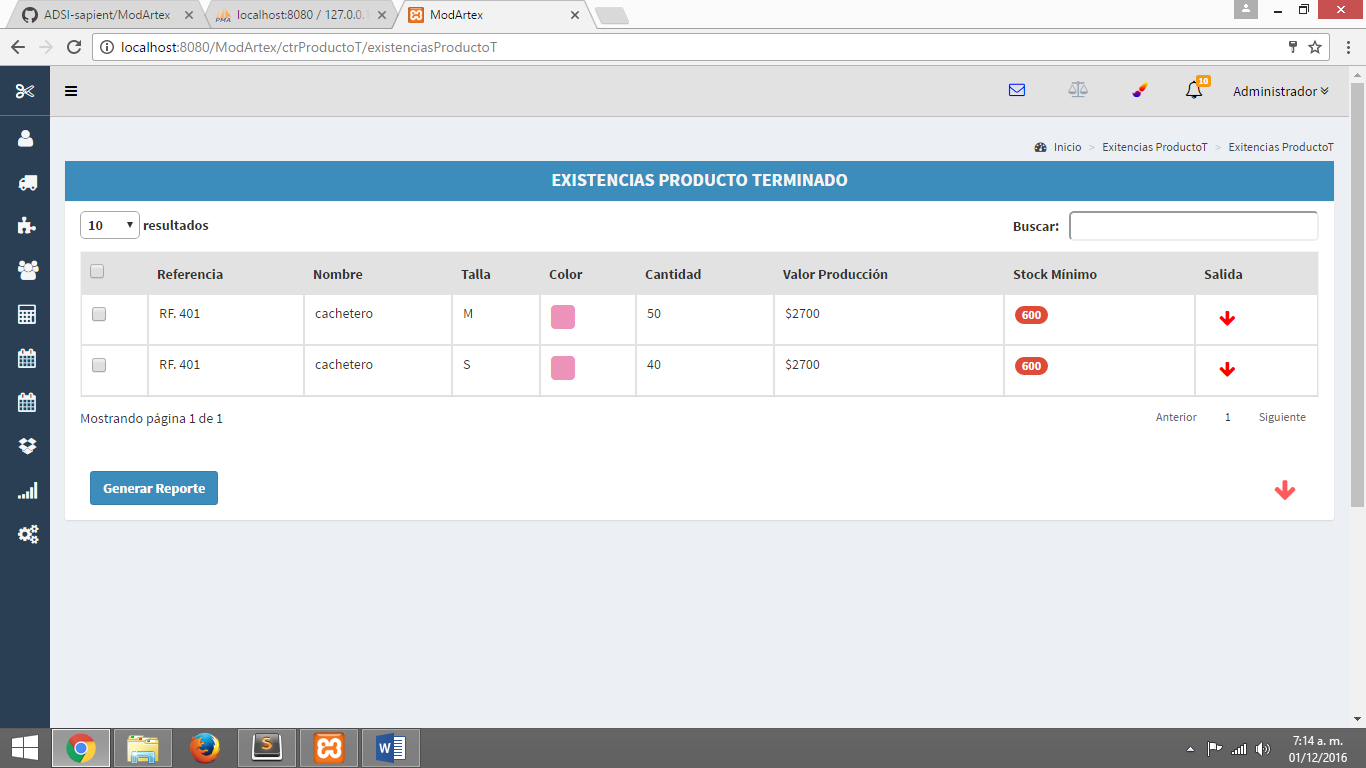 ADSI-sapient/ModArtex
localhost:8080 / 127.0.0.1
ModArtex
localhost:8080/ModArtex/ctrProductoT/existenciasProductoT
10
Administrador
Inicio > Exitencias ProductoT > Exitencias ProductoT
EXISTENCIAS PRODUCTO TERMINADO
10 resultados
Buscar:
Referencia Nombre Talla Color Cantidad Valor Producción Stock Mínimo Salida
RF. 401 cachetero M 50 $2700 600
RF. 401 cachetero S 40 $2700 600
Mostrando página 1 de 1
Anterior 1 Siguiente
Generar Reporte
7:14 a. m.
01/12/2016